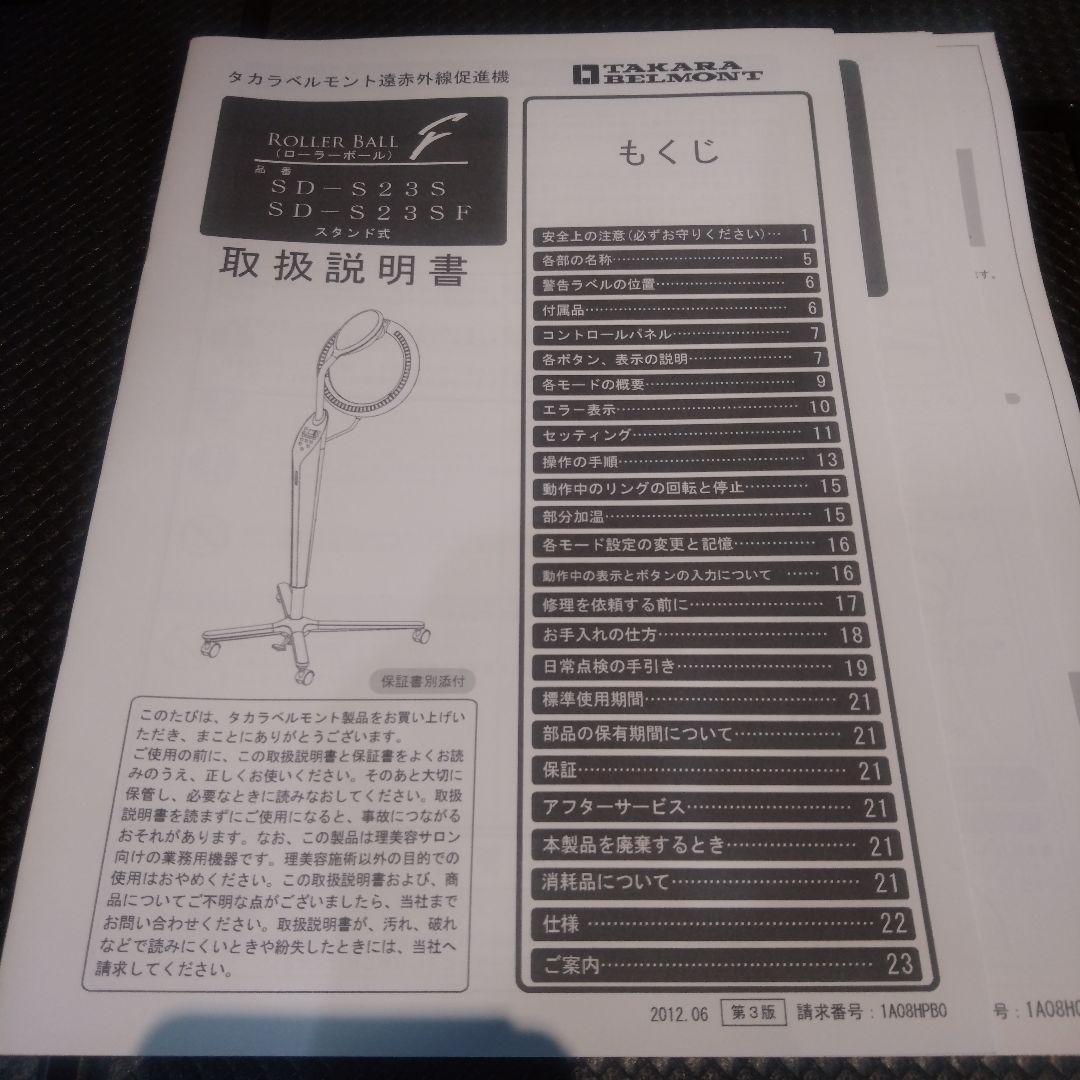 タカラベルモント遠赤外線促進機
TAKARA
BELMONT
ROLLER BALL F
(ローラーボール)
品 番
SD-S23S
SD-S23SF
スタンド式
取扱説明書
保証書別添付
このたびは、タカラベルモント製品をお買い上げい
ただき、まことにありがとうございます。
ご使用の前に、この取扱説明書と保証書をよくお読
みのうえ、正しくお使いください。そのあと大切に
保管し、必要なときに読みなおしてください。取扱
説明書を読まずにご使用になると、事故につながる
おそれがあります。なお、この製品は理美容サロン
向けの業務用機器です。理美容施術以外の目的での
使用はおやめください。この取扱説明書および、商
品についてご不明な点がございましたら、当社まで
お問い合わせください。取扱説明書が、汚れ、破れ
などで読みにくいときや紛失したときには、当社へ
請求してください。
もくじ
安全上の注意(必ずお守りください)… 1
各部の名称…………………………… 5
警告ラベルの位置…………………… 6
付属品………………………………… 6
コントロールパネル………………… 7
各ボタン、表示の説明……………… 7
各モードの概要……………………… 9
エラー表示…………………………… 10
セッティング………………………… 11
操作の手順…………………………… 13
動作中のリングの回転と停止……… 15
部分加温……………………………… 15
各モード設定の変更と記憶………… 16
動作中の表示とボタンの入力について …… 16
修理を依頼する前に………………… 17
お手入れの仕方……………………… 18
日常点検の手引き…………………… 19
標準使用期間………………………… 21
部品の保有期間について…………… 21
保証…………………………………… 21
アフターサービス…………………… 21
本製品を廃棄するとき……………… 21
消耗品について……………………… 21
仕様 ………………………………… 22
ご案内………………………………… 23
2012.06 第3版 請求番号:1A08HPB0
す。
号:1A08H